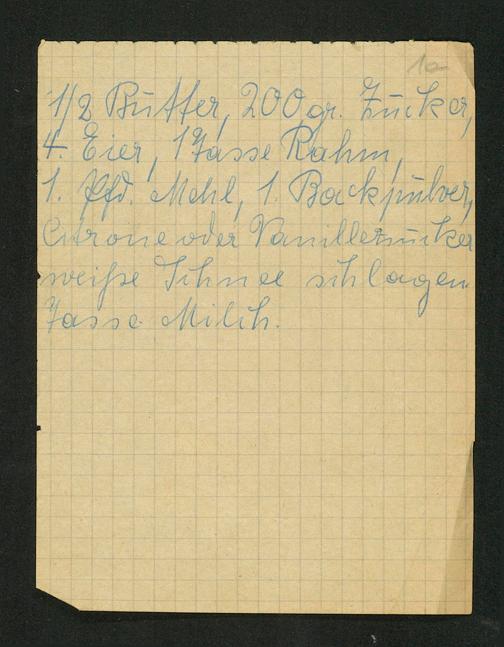 1a
1/2 Butter, 200 gr. Zucker,
4. Eier, 1 Tasse Rahm,
1. Pfd. Mehl, 1. Backpulver,
Citrone oder Vanillezucker
weiße Schnee schlagen
Tasse Milch.